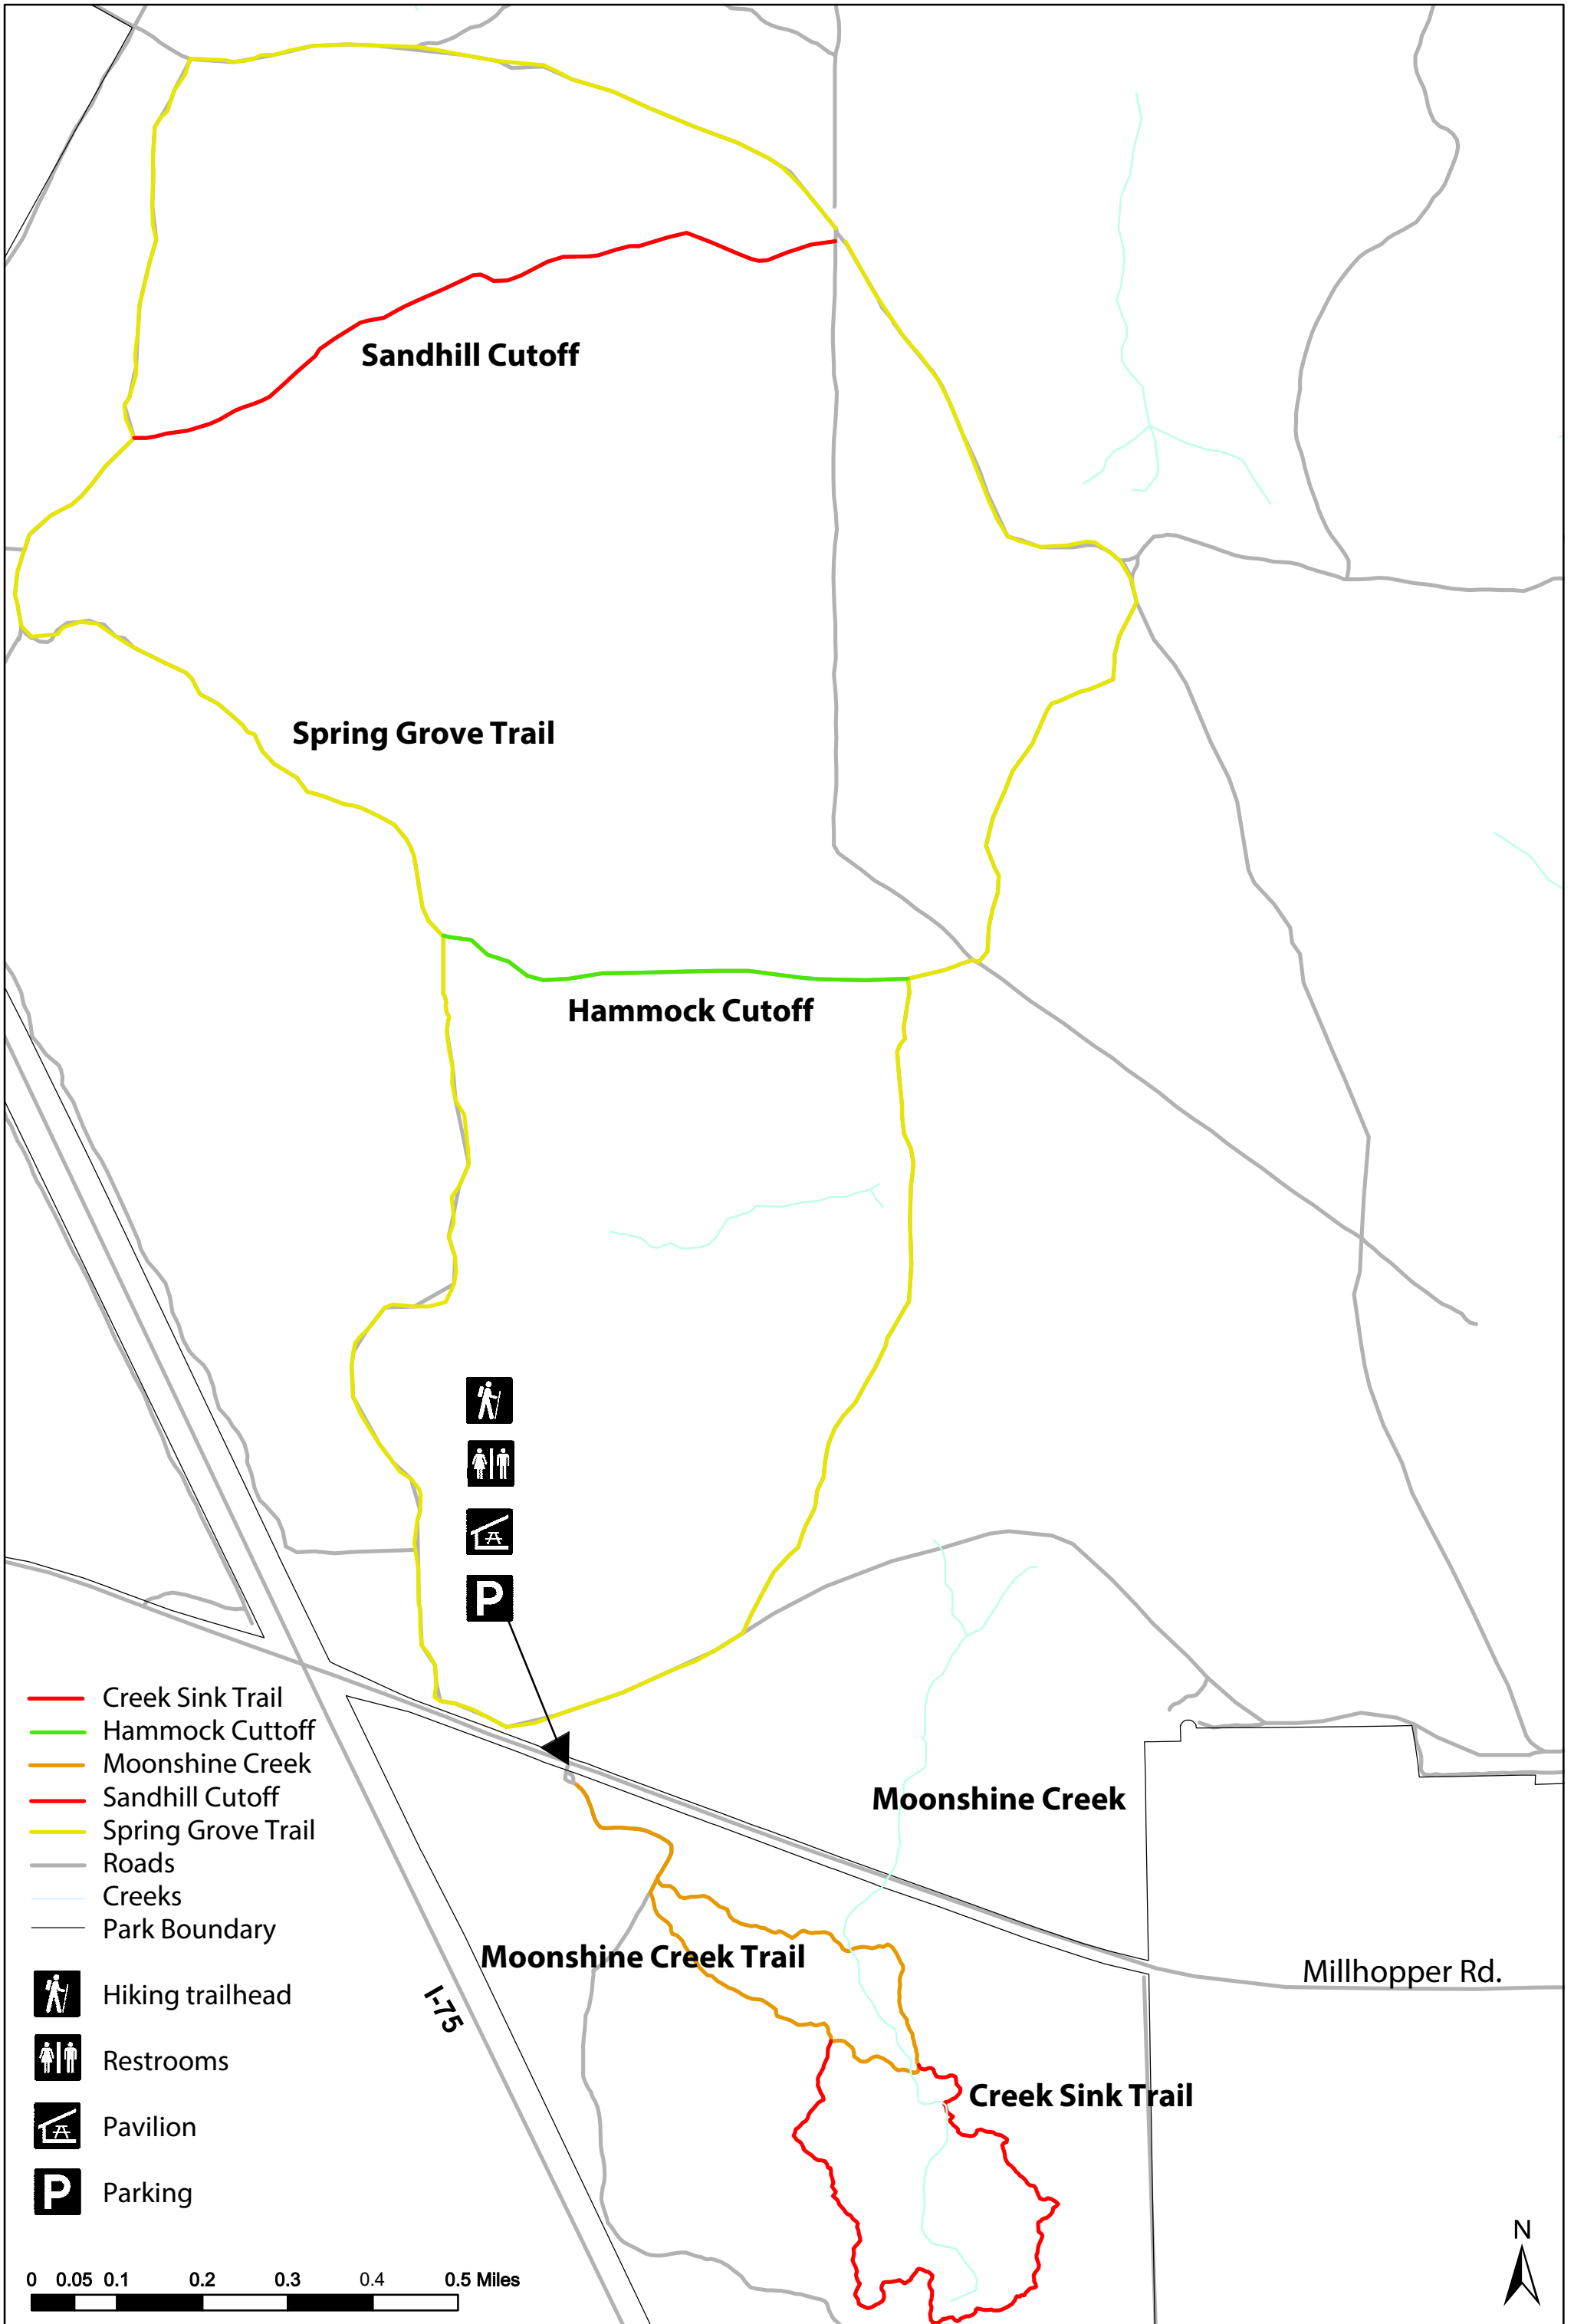 Sandhill Cutoff
Spring Grove Trail
Hammock Cutoff
P
Creek Sink Trail
Hammock Cuttoff
Moonshine Creek
Sandhill Cutoff
Spring Grove Trail
Roads
Creeks
Park Boundary
Hiking trailhead
Restrooms
Pavilion
P Parking
Moonshine Creek
Moonshine Creek Trail
Millhopper Rd.
I-75
Creek Sink Trail
N
0 0.05 0.1 0.2 0.3 0.4 0.5 Miles